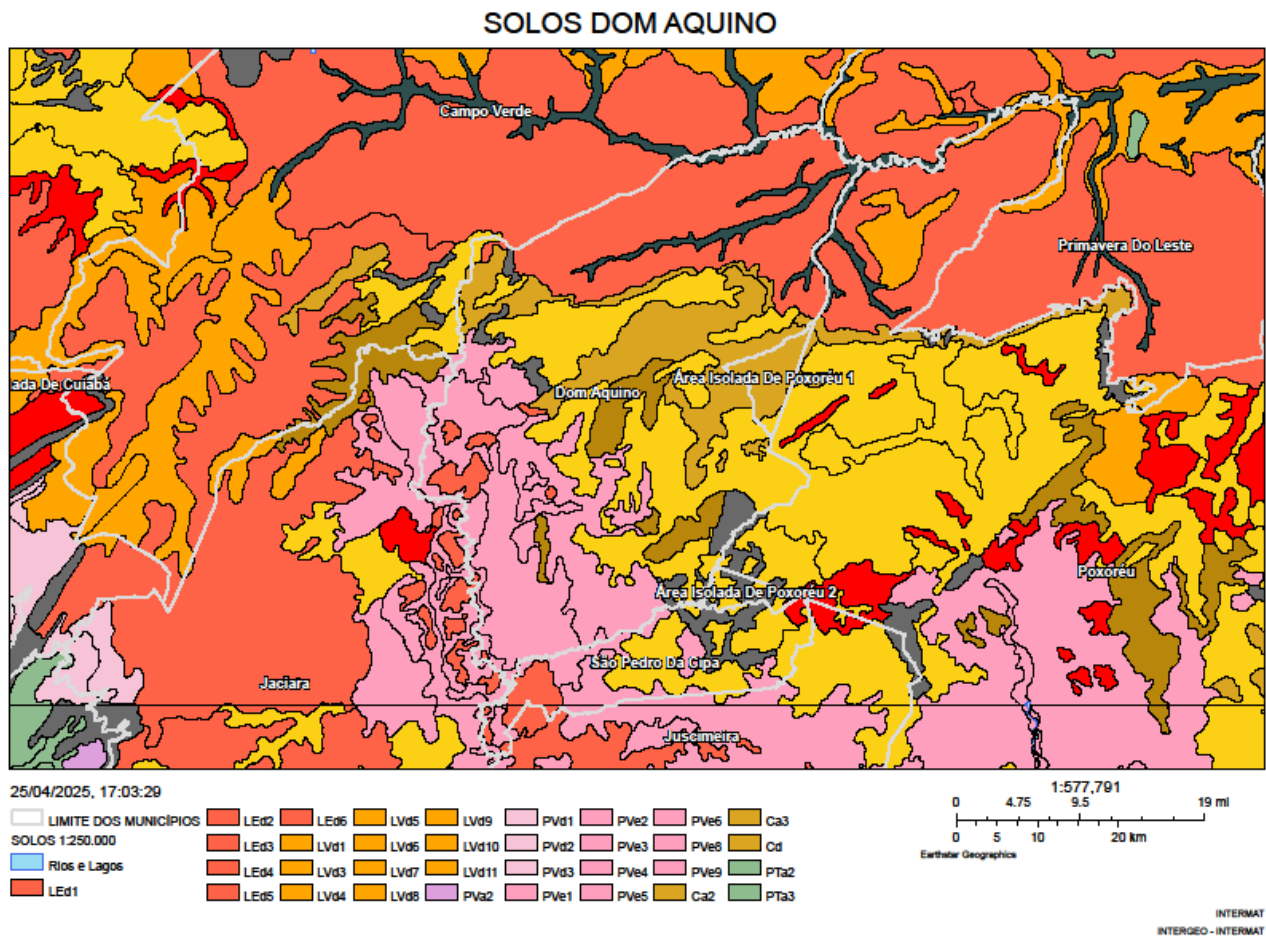 SOLOS DOM AQUINO
Campo Verde
Primavera Do Leste
ada De Cuiabá
Dom Aquino
Área Isolada De Poxoréu 1
Poxoréu
Área Isolada De Poxoréu 2
São Pedro Da Cipa
Jaciara
Juscimeira
25/04/2025, 17:03:29
1:577,791
LIMITE DOS MUNICÍPIOS
SOLOS 1:250.000
Rios e Lagos
LEd1
LEd2 LEd6 LVd5 LVd9 PVd1 PVe2 PVe6 Ca3
LEd3 LVd1 LVd6 LVd10 PVd2 PVe3 PVe8 Cd
LEd4 LVd3 LVd7 LVd11 PVd3 PVe4 PVe9 PTa2
LEd5 LVd4 LVd8 PVa2 PVe1 PVe5 Ca2 PTa3
0 4.75 9.5 19 mi
0 5 10 20 km
Earthstar Geographics
INTERMAT
INTERGEO - INTERMAT